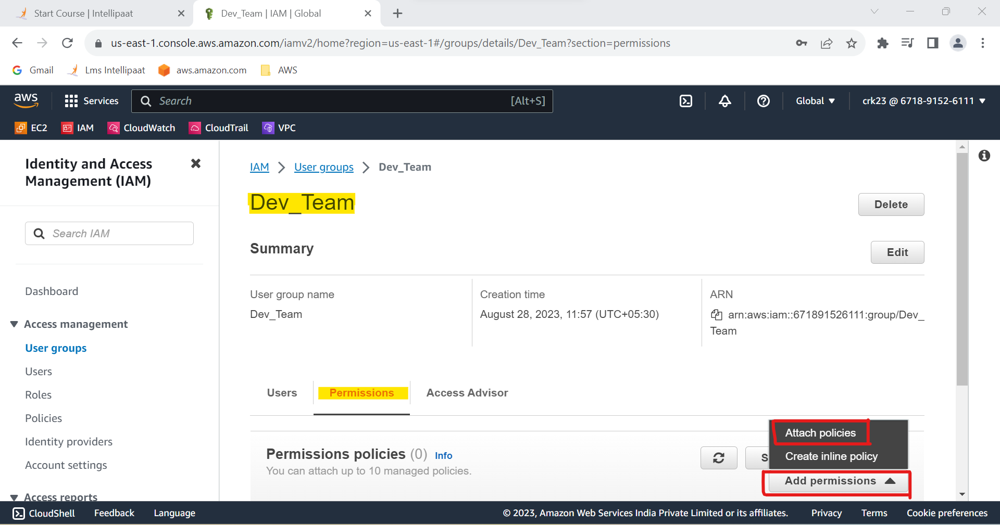 Start Course | Intellipaat
Dev_Team | IAM | Global
us-east-1.console.aws.amazon.com/iamv2/home?region=us-east-1#/groups/details/Dev_Team?section=permissions
Gmail
Lms Intellipaat
aws.amazon.com
AWS
aws
Services
Search
[Alt+S]
Global
crk23 @ 6718-9152-6111
EC2
IAM
CloudWatch
CloudTrail
VPC
Identity and Access
Management (IAM)
Search IAM
Dashboard
Access management
User groups
Users
Roles
Policies
Identity providers
Account settings
Access reports
IAM > User groups > Dev_Team
Dev_Team
Delete
Summary
Edit
User group name
Dev_Team
Creation time
August 28, 2023, 11:57 (UTC+05:30)
ARN
arn:aws:iam::671891526111:group/Dev_
Team
Users
Permissions
Access Advisor
Permissions policies (0) Info
You can attach up to 10 managed policies.
S
Attach policies
Create inline policy
Add permissions
CloudShell
Feedback
Language
© 2023, Amazon Web Services India Private Limited or its affiliates.
Privacy
Terms
Cookie preferences